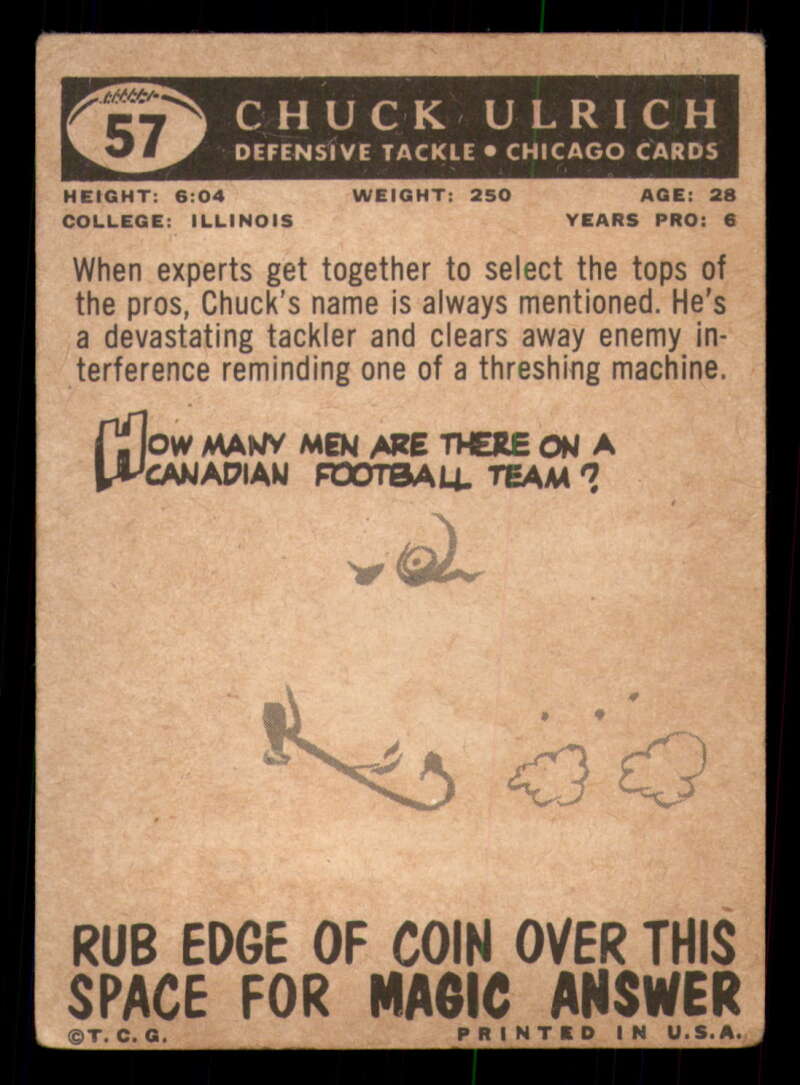 57
CHUCK ULRICH
DEFENSIVE TACKLE • CHICAGO CARDS
HEIGHT: 6:04 WEIGHT: 250 AGE: 28
COLLEGE: ILLINOIS YEARS PRO: 6
When experts get together to select the tops of
the pros, Chuck's name is always mentioned. He's
a devastating tackler and clears away enemy in-
terference reminding one of a threshing machine.
HOW MANY MEN ARE THERE ON A
CANADIAN FOOTBALL TEAM?
RUB EDGE OF COIN OVER THIS
SPACE FOR MAGIC ANSWER
©T. C. G. PRINTED IN U.S.A.